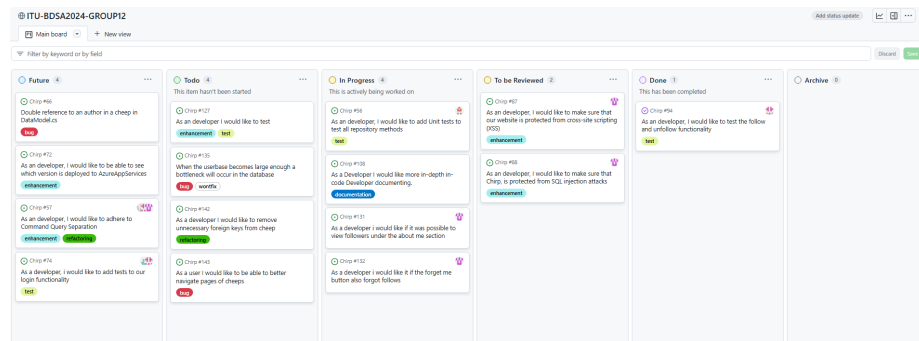 ITU-BDSA2024-GROUP12
Add status update
Main board
+ New view
Filter by keyword or by field
Discard
Save
Future 4
Chirp #66
Double reference to an author in a cheep in
DataModel.cs
bug
Chirp #72
As an developer, I would like to be able to see
which version is deployed to AzureAppServices
enhancement
Chirp #57
As an developer, I would like to adhere to
Command Query Separation
enhancement refactoring
Chirp #74
As a developer, i would like to add tests to our
login functionality
test
Todo 4
This item hasn't been started
Chirp #127
As an developer I would like to test
enhancement test
Chirp #135
When the userbase becomes large enough a
bottleneck will occur in the database
bug wontfix
Chirp #142
As a developer I would like to remove
unnecessary foreign keys from cheep
refactoring
Chirp #143
As a user I would like to be able to better
navigate pages of cheeps
bug
In Progress 4
This is actively being worked on
Chirp #56
As an developer, I would like to add Unit tests to
test all repository methods
test
Chirp #108
As a Developer I would like more in-depth in-
code Developer documenting.
documentation
Chirp #131
As a developer i would like if it was possible to
view followers under the about me section
Chirp #132
As a developer i would like it if the forget me
button also forgot follows
To be Reviewed 2
Chirp #87
As an developer, I would like to make sure that
our website is protected from cross-site scripting
(XSS)
enhancement
Chirp #88
As an developer, I would like to make sure that
Chirp, is protected from SQL injection attacks
enhancement
Done 1
This has been completed
Chirp #94
As an developer, I would like to test the follow
and unfollow functionality
test
Archive 0